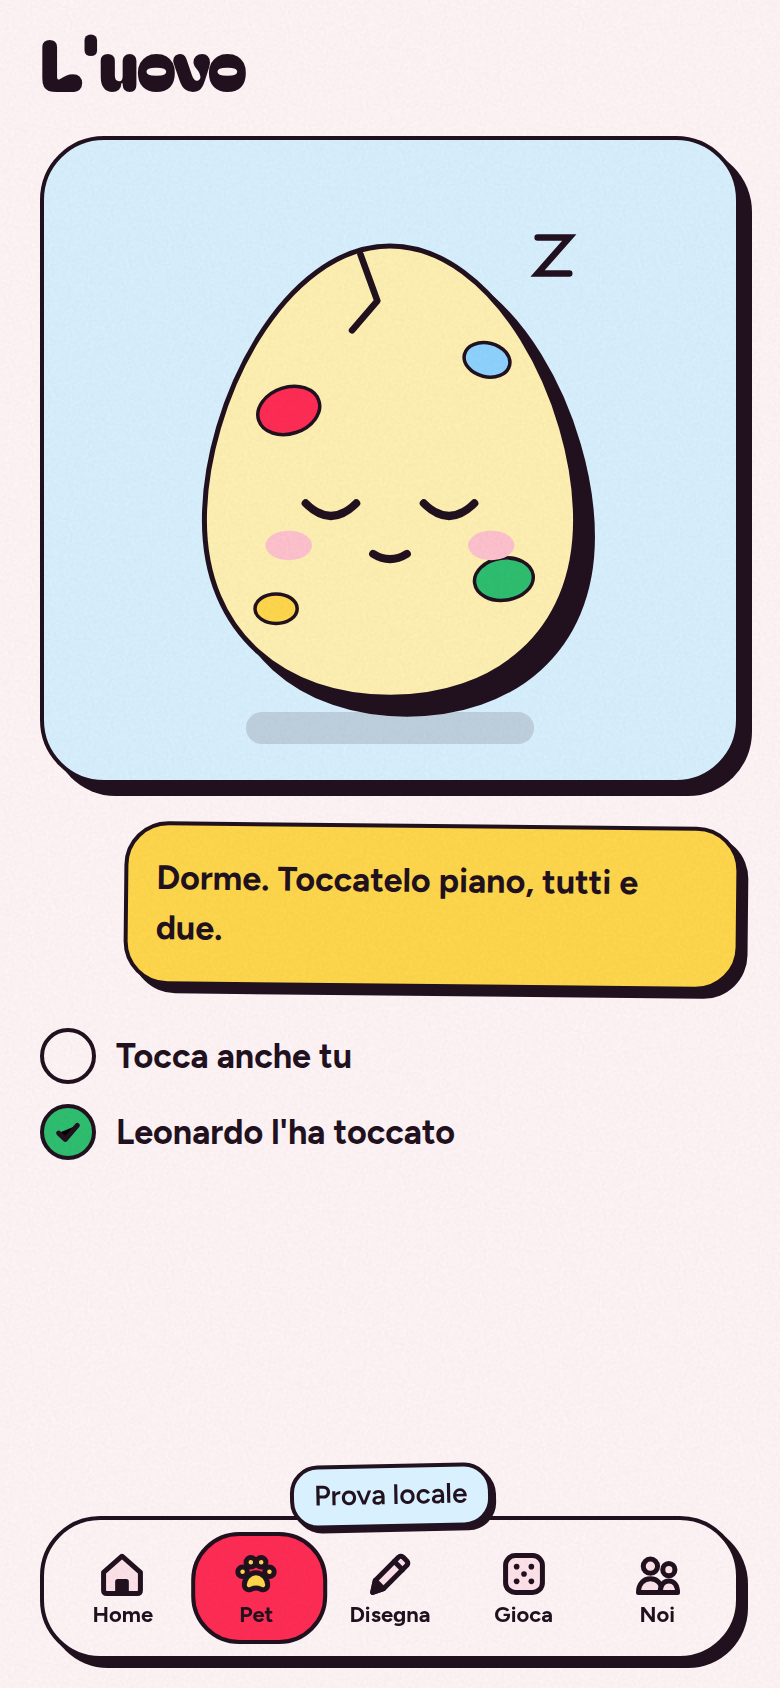 L'uovo
Z
Dorme. Toccatelo piano, tutti e
due.
Tocca anche tu
Leonardo l'ha toccato
Prova locale
Home
Pet
Disegna
Gioca
Noi